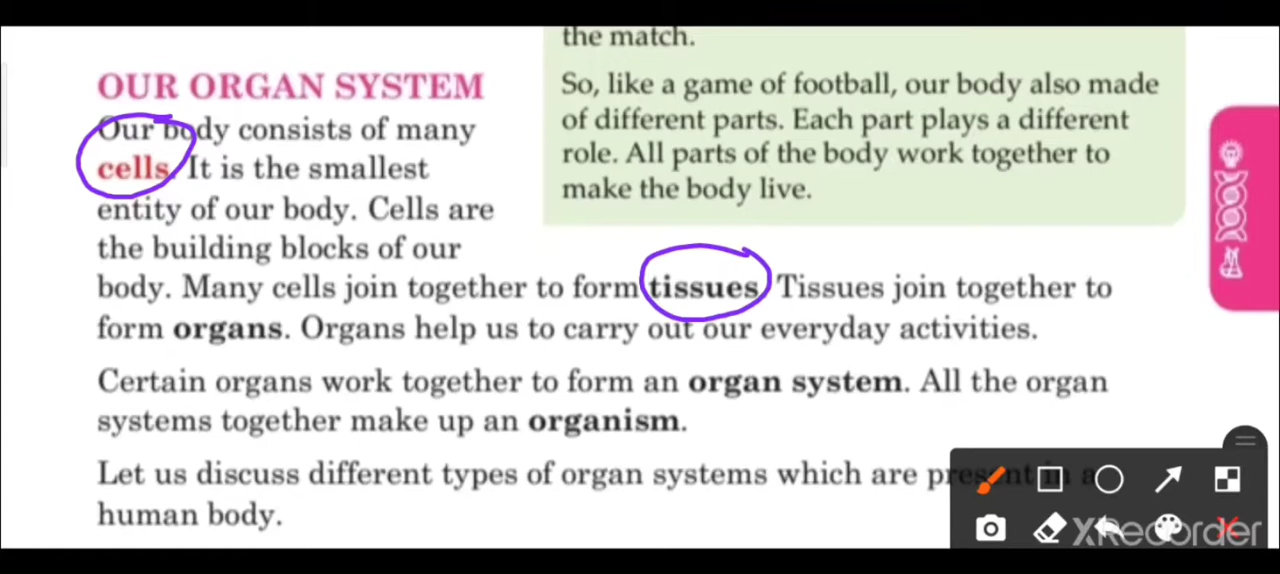 the match.
So, like a game of football, our body also made
of different parts. Each part plays a different
role. All parts of the body work together to
make the body live.
OUR ORGAN SYSTEM
Our body consists of many
cells. It is the smallest
entity of our body. Cells are
the building blocks of our
body. Many cells join together to form tissues. Tissues join together to
form organs. Organs help us to carry out our everyday activities.
Certain organs work together to form an organ system. All the organ
systems together make up an organism.
Let us discuss different types of organ systems which are present in a
human body.
XRecorder